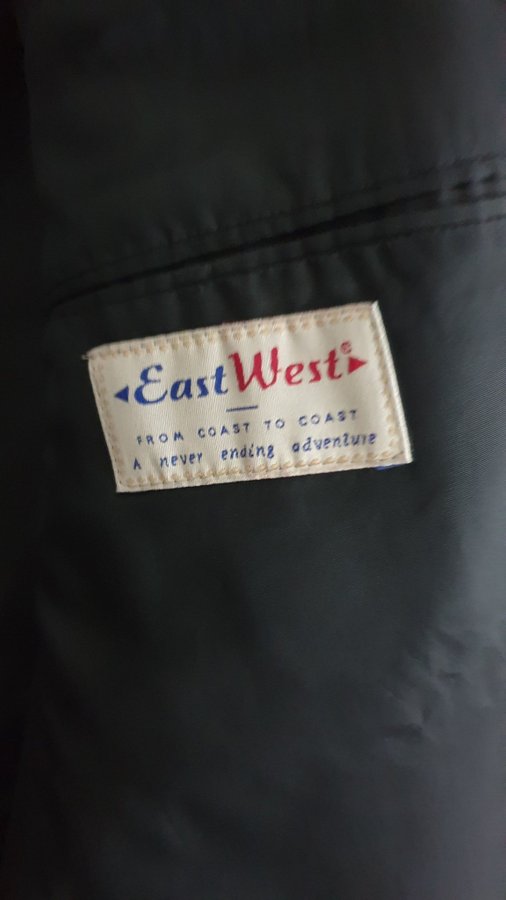 EastWest®
FROM COAST TO COAST
A never ending adventure